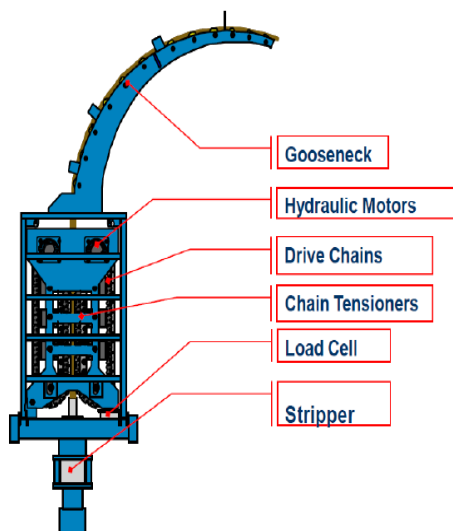 Gooseneck
Hydraulic Motors
Drive Chains
Chain Tensioners
Load Cell
Stripper